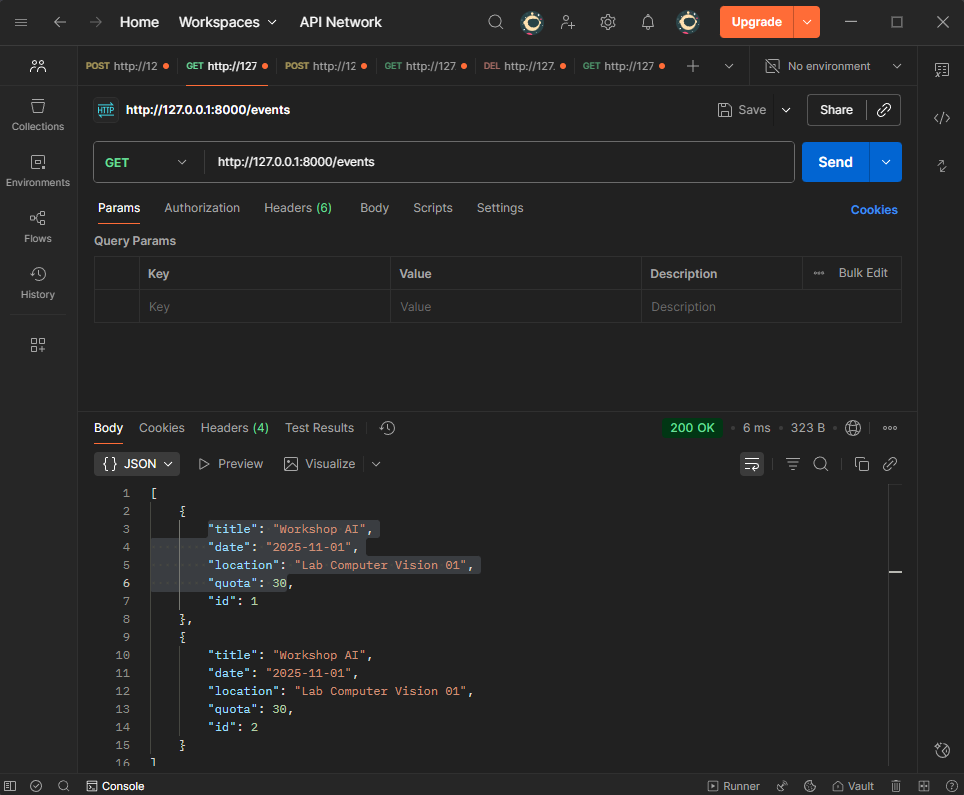 Home Workspaces API Network Upgrade
POST http://12 GET http://127 POST http://12 GET http://127 DEL http://127. GET http://127 No environment
HTTP http://127.0.0.1:8000/events Save Share
GET http://127.0.0.1:8000/events Send
Params Authorization Headers (6) Body Scripts Settings Cookies
Query Params
Key Value Description Bulk Edit
Key Value Description
Collections
Environments
Flows
History
Body Cookies Headers (4) Test Results 200 OK • 6 ms • 323 B •
{} JSON Preview Visualize
1 [
2 {
3 "title": "Workshop AI",
4 "date": "2025-11-01",
5 "location": "Lab Computer Vision 01",
6 "quota": 30,
7 "id": 1
8 },
9 {
10 "title": "Workshop AI",
11 "date": "2025-11-01",
12 "location": "Lab Computer Vision 01",
13 "quota": 30,
14 "id": 2
15 }
16 ]
Console Runner Vault